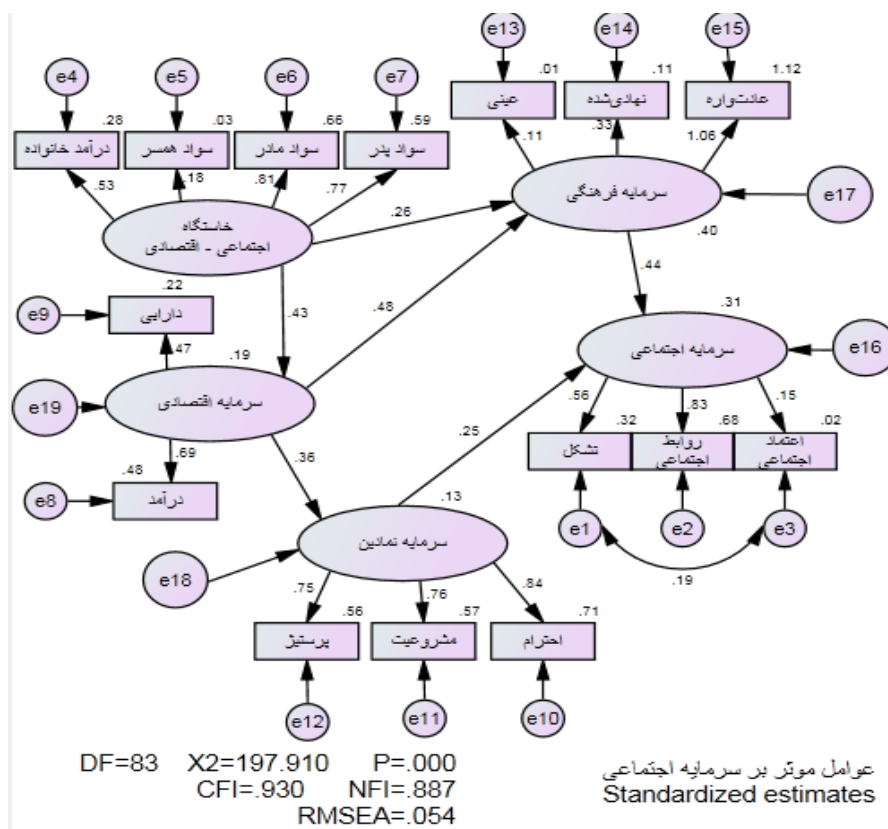 e13 e14 e15
e4 e5 e6 e7
.01 .11 1.12
عینی نهادی‌شده عادت‌واره
.28 .03 .66 .59
درآمد خانواده سواد همسر سواد مادر سواد پدر
.11 .33 1.06
.53 .18 .81 .77
سرمایه فرهنگی
e17
.40
خاستگاه
اجتماعی - اقتصادی
.26
.44
.22
دارایی
e9
.43
.48
.31
سرمایه اجتماعی
e16
.47
.19
سرمایه اقتصادی
e19
.56 .83 .15
.25
.32 .68 .02
تشکل
روابط
اجتماعی
اعتماد
اجتماعی
.48 .69
.36
درآمد
e8
e1 e2 e3
.13
سرمایه نمادین
e18
.19
.75 .76 .84
.56 .57 .71
پرستیژ مشروعیت احترام
e12 e11 e10
DF=83 X2=197.910 P=.000
CFI=.930 NFI=.887
RMSEA=.054
عوامل موثر بر سرمایه اجتماعی
Standardized estimates